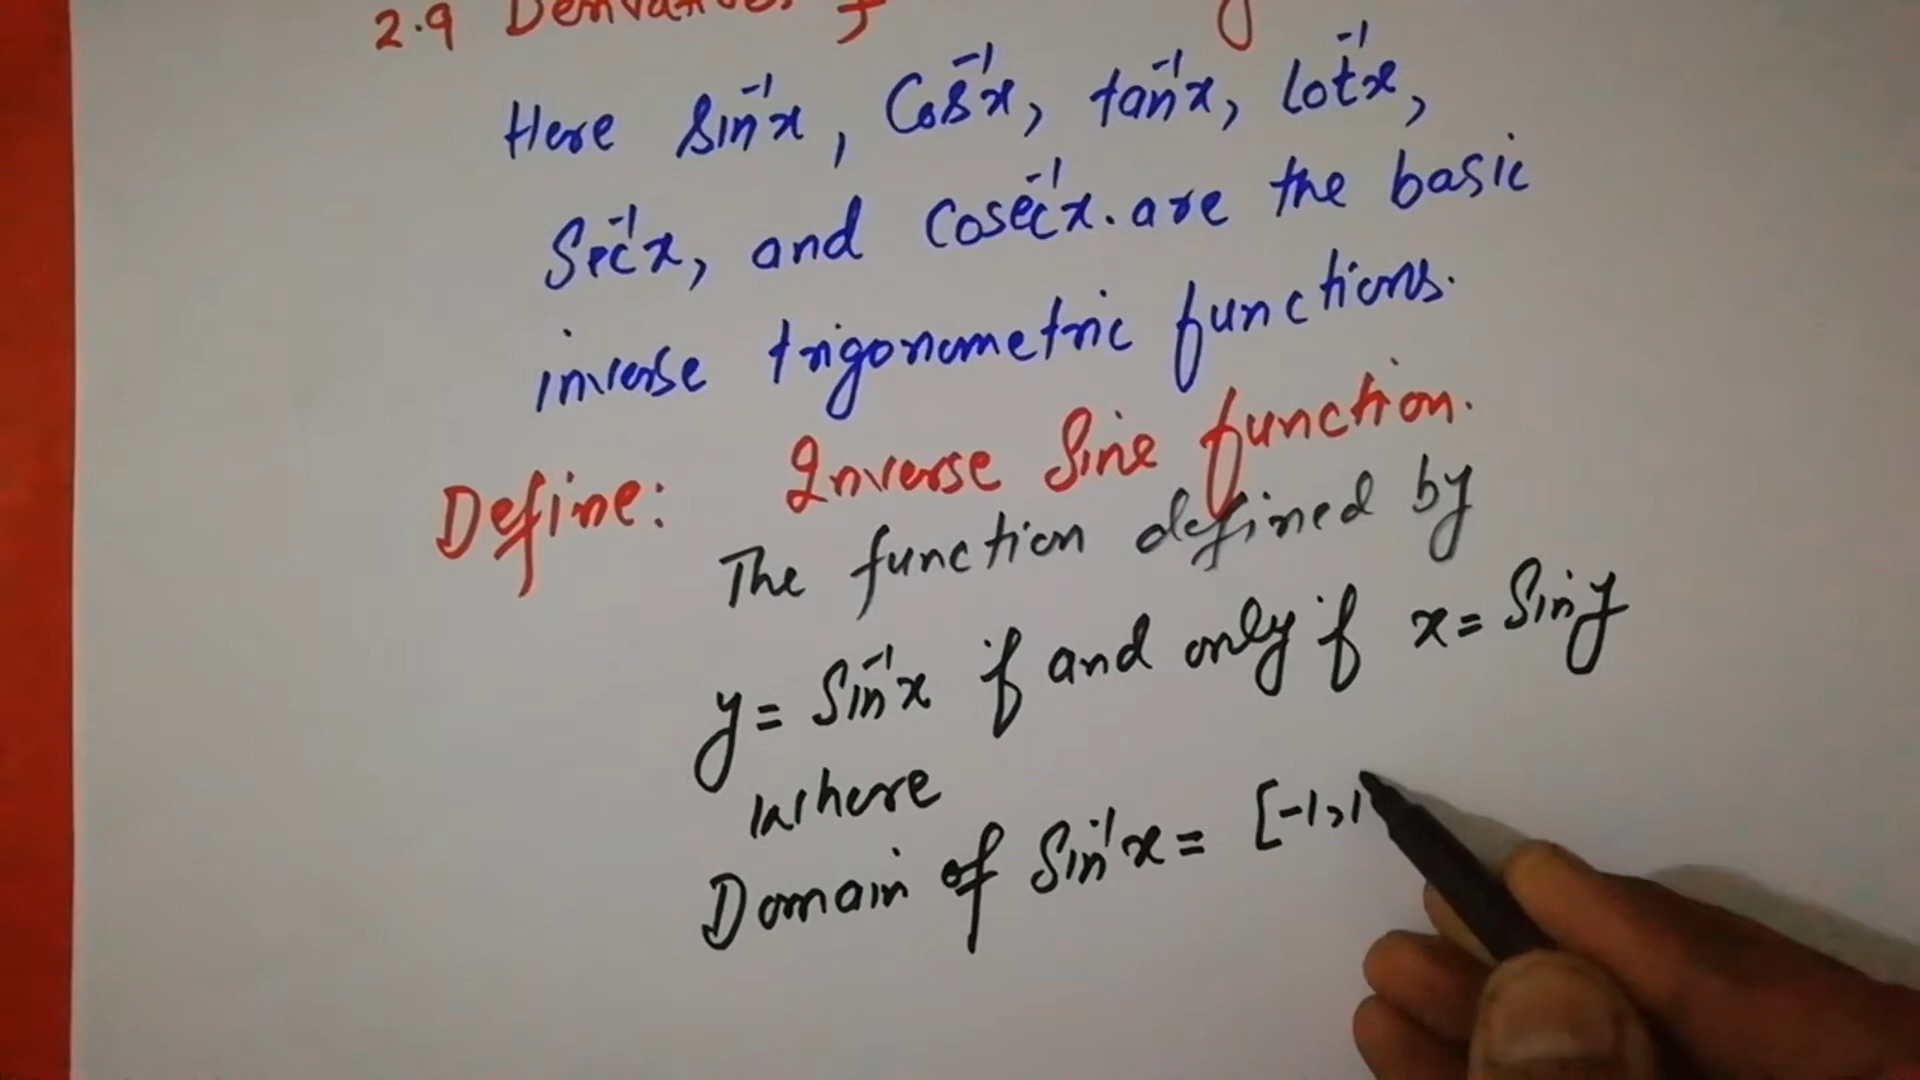 2.9 Derivatives of
Here Sin⁻¹x, Cos⁻¹x, tan⁻¹x, Cot⁻¹x,
Sec⁻¹x, and Cosec⁻¹x. are the basic
inverse trigonometric functions.
Define: Inverse Sine function.
The function defined by
y = Sin⁻¹x if and only if x = Sin y
where
Domain of Sin⁻¹x = [-1,1